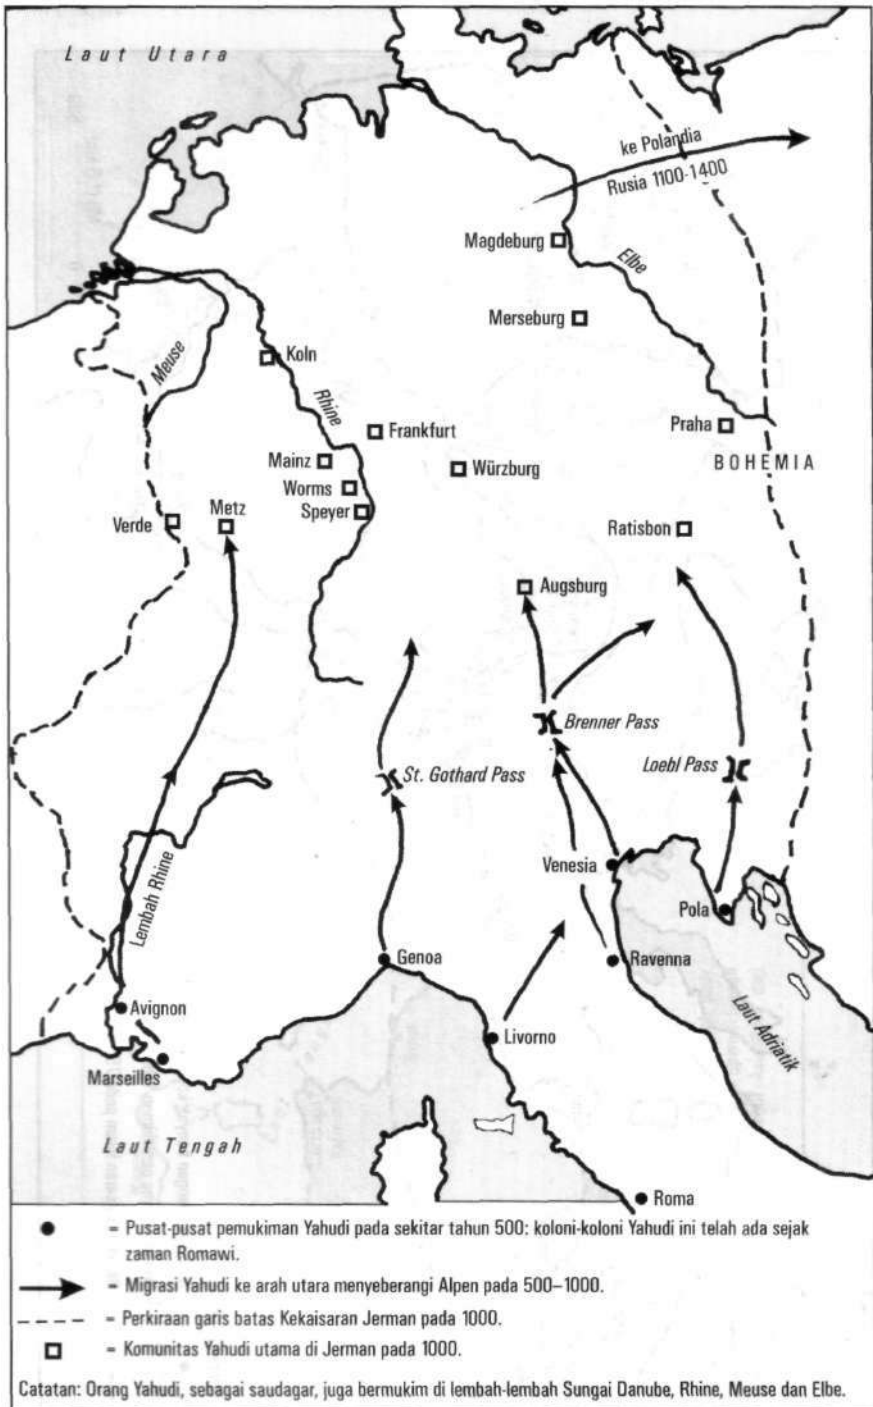 Laut Utara
ke Polandia
Rusia 1100-1400
Magdeburg
Elbe
Merseburg
Meuse
Koln
Rhine
Frankfurt
Praha
Mainz
Würzburg
BOHEMIA
Worms
Metz
Speyer
Verde
Ratisbon
Augsburg
Brenner Pass
St. Gothard Pass
Loebl Pass
Lembah Rhine
Venesia
Pola
Genoa
Ravenna
Avignon
Laut Adriatik
Livorno
Marseilles
Laut Tengah
Roma
= Pusat-pusat pemukiman Yahudi pada sekitar tahun 500: koloni-koloni Yahudi ini telah ada sejak
zaman Romawi.
= Migrasi Yahudi ke arah utara menyeberangi Alpen pada 500–1000.
= Perkiraan garis batas Kekaisaran Jerman pada 1000.
= Komunitas Yahudi utama di Jerman pada 1000.
Catatan: Orang Yahudi, sebagai saudagar, juga bermukim di lembah-lembah Sungai Danube, Rhine, Meuse dan Elbe.